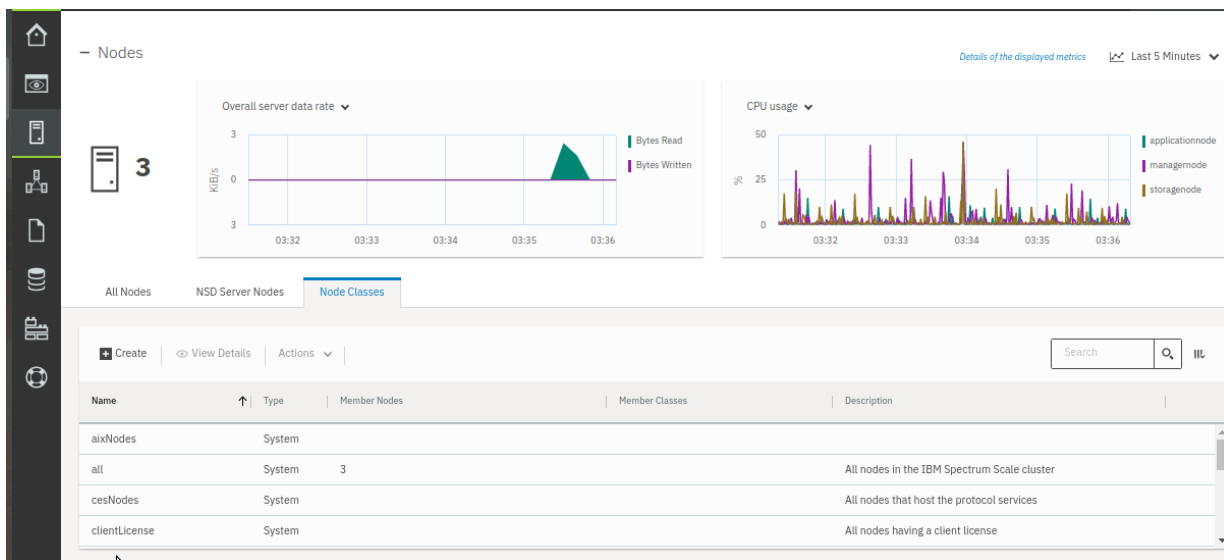 Nodes
Details of the displayed metrics
Last 5 Minutes
3
Overall server data rate
3
0
3
KiB/s
03:32 03:33 03:34 03:35 03:36
Bytes Read
Bytes Written
CPU usage
50
25
0
%
03:32 03:33 03:34 03:35 03:36
applicationnode
managernode
storagenode
All Nodes NSD Server Nodes Node Classes
Create View Details Actions Search
Name Type Member Nodes Member Classes Description
aixNodes System
all System 3 All nodes in the IBM Spectrum Scale cluster
cesNodes System All nodes that host the protocol services
clientLicense System All nodes having a client license